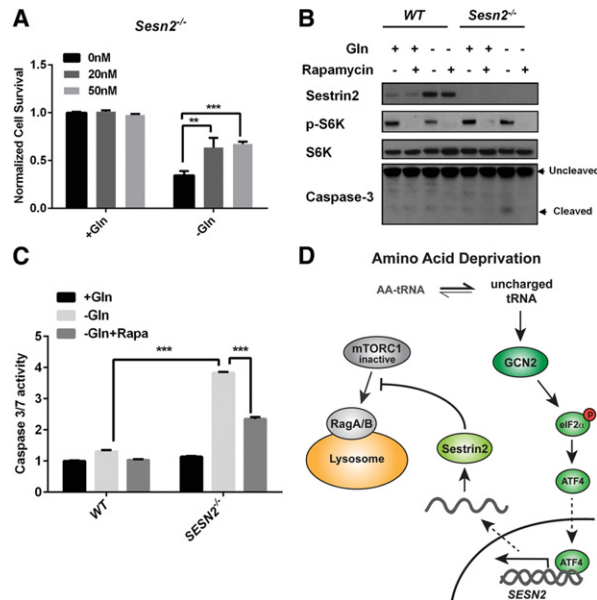 A
Sesn2-/-
0nM
20nM
50nM
Normalized Cell Survival
1.5
1.0
0.5
0.0
***
**
+Gln
-Gln
B
WT Sesn2-/-
Gln + + - - + + - -
Rapamycin - + - + - + - +
Sestrin2
p-S6K
S6K
Caspase-3
Uncleaved
Cleaved
C
+Gln
-Gln
-Gln+Rapa
Caspase 3/7 activity
5
4
3
2
1
0
*** ***
WT
SESN2-/-
D
Amino Acid Deprivation
AA-tRNA
uncharged
tRNA
mTORC1
inactive
GCN2
RagA/B
Lysosome
Sestrin2
P
eIF2α
ATF4
ATF4
SESN2